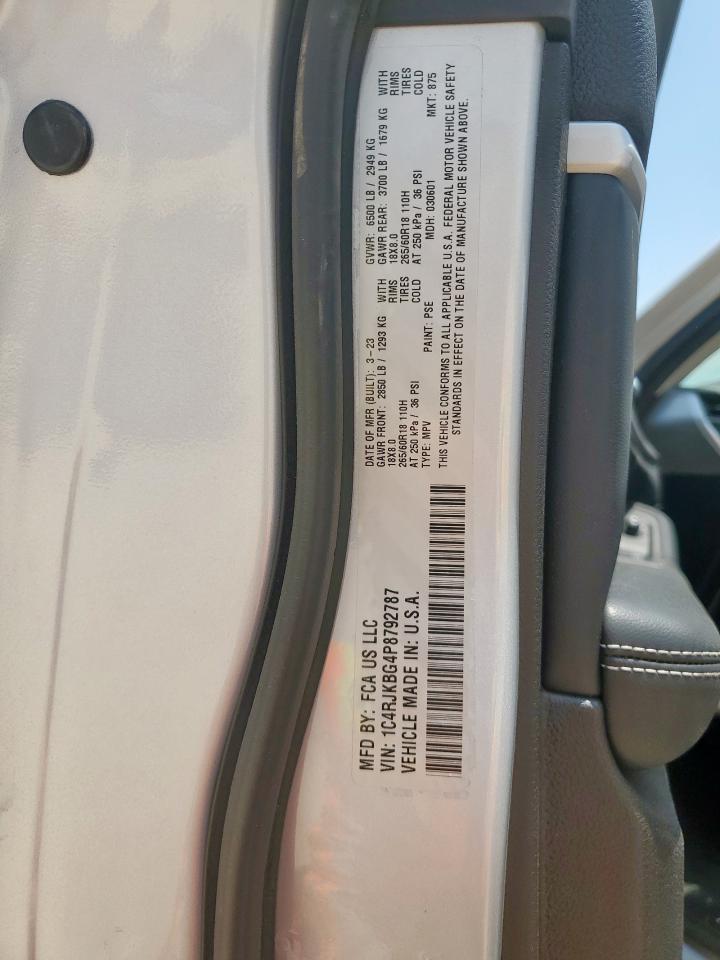 MFD BY: FCA US LLC
VIN: 1C4RJKBG4P8792787
VEHICLE MADE IN: U.S.A.
DATE OF MFR (BUILT): 3-23 GVWR: 6500 LB / 2949 KG
GAWR FRONT: 2850 LB / 1293 KG WITH GAWR REAR: 3700 LB / 1679 KG WITH
18X8.0 RIMS 18X8.0 RIMS
265/60R18 110H TIRES 265/60R18 110H TIRES
AT 250 kPa / 36 PSI COLD AT 250 kPa / 36 PSI COLD
TYPE: MPV PAINT: PSE MDH: 030601 MKT: 875
THIS VEHICLE CONFORMS TO ALL APPLICABLE U.S.A. FEDERAL MOTOR VEHICLE SAFETY
STANDARDS IN EFFECT ON THE DATE OF MANUFACTURE SHOWN ABOVE.